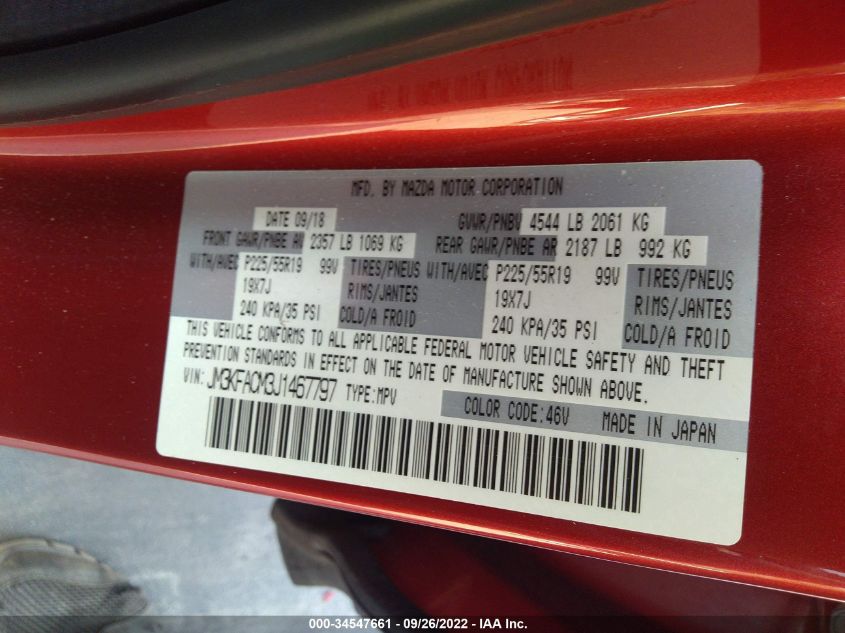 MFD. BY MAZDA MOTOR CORPORATION
DATE 09/18 GVWR/PNBV 4544 LB 2061 KG
FRONT GAWR/PNBE AV 2357 LB 1069 KG REAR GAWR/PNBE AR 2187 LB 992 KG
WITH/AVEC P225/55R19 99V TIRES/PNEUS WITH/AVEC P225/55R19 99V TIRES/PNEUS
19X7J RIMS/JANTES 19X7J RIMS/JANTES
240 KPA/35 PSI COLD/A FROID 240 KPA/35 PSI COLD/A FROID
THIS VEHICLE CONFORMS TO ALL APPLICABLE FEDERAL MOTOR VEHICLE SAFETY AND THEFT
PREVENTION STANDARDS IN EFFECT ON THE DATE OF MANUFACTURE SHOWN ABOVE.
VIN: JM3KFACM3J1467797 TYPE:MPV
COLOR CODE:46V MADE IN JAPAN
000-34547661 - 09/26/2022 - IAA Inc.